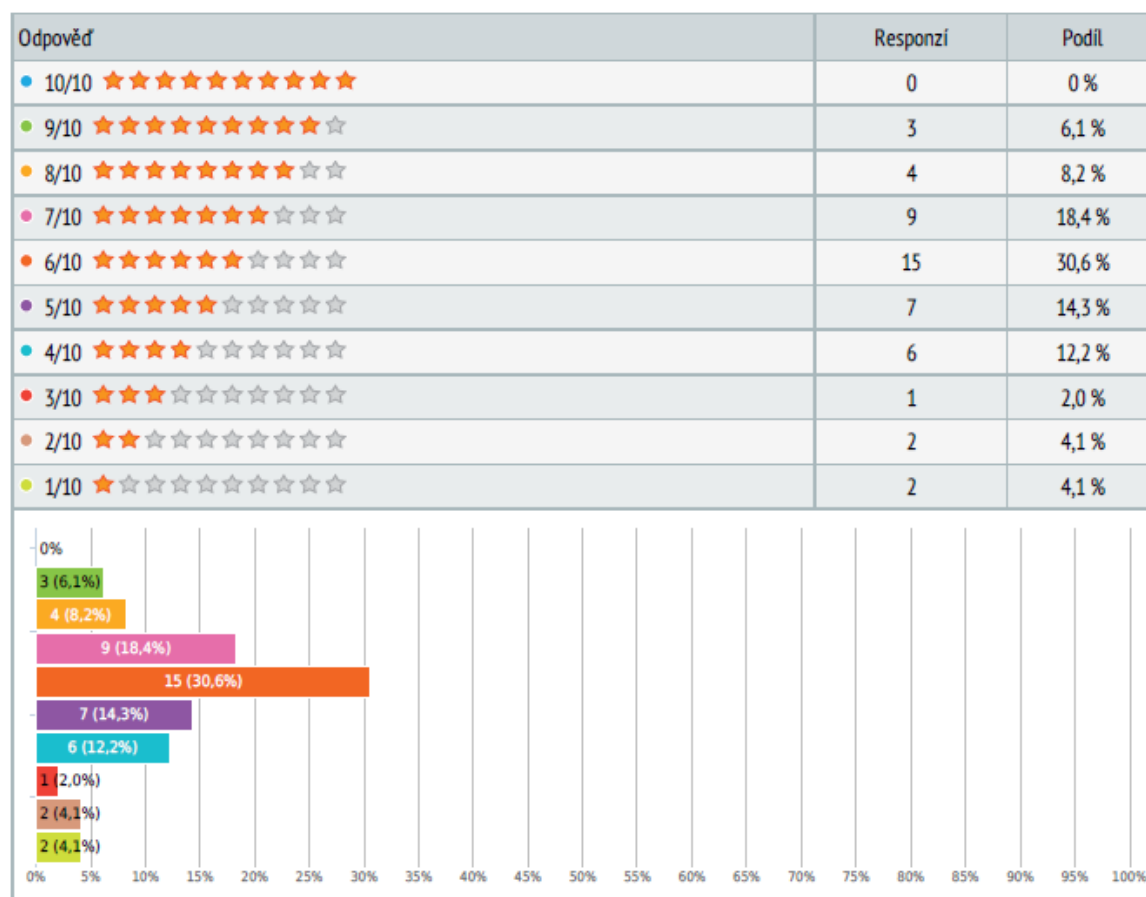 Odpověď Responzí Podíl
10/10 0 0 %
9/10 3 6,1 %
8/10 4 8,2 %
7/10 9 18,4 %
6/10 15 30,6 %
5/10 7 14,3 %
4/10 6 12,2 %
3/10 1 2,0 %
2/10 2 4,1 %
1/10 2 4,1 %
0%
3 (6,1%)
4 (8,2%)
9 (18,4%)
15 (30,6%)
7 (14,3%)
6 (12,2%)
1 (2,0%)
2 (4,1%)
2 (4,1%)
0% 5% 10% 15% 20% 25% 30% 35% 40% 45% 50% 55% 60% 65% 70% 75% 80% 85% 90% 95% 100%